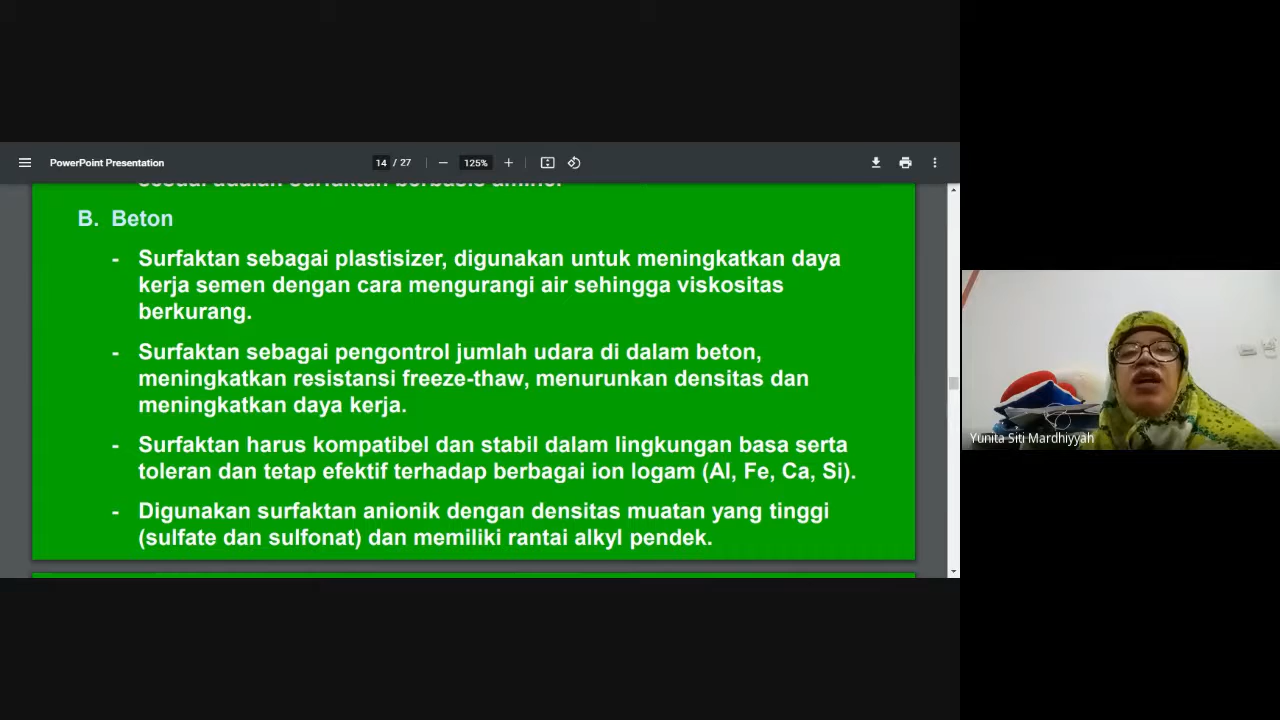 PowerPoint Presentation
14 / 27
125%
sesuai adalah surfaktan berbasis amine.
B. Beton
- Surfaktan sebagai plastisizer, digunakan untuk meningkatkan daya
kerja semen dengan cara mengurangi air sehingga viskositas
berkurang.
- Surfaktan sebagai pengontrol jumlah udara di dalam beton,
meningkatkan resistansi freeze-thaw, menurunkan densitas dan
meningkatkan daya kerja.
- Surfaktan harus kompatibel dan stabil dalam lingkungan basa serta
toleran dan tetap efektif terhadap berbagai ion logam (Al, Fe, Ca, Si).
- Digunakan surfaktan anionik dengan densitas muatan yang tinggi
(sulfate dan sulfonat) dan memiliki rantai alkyl pendek.
Yunita Siti Mardhiyyah